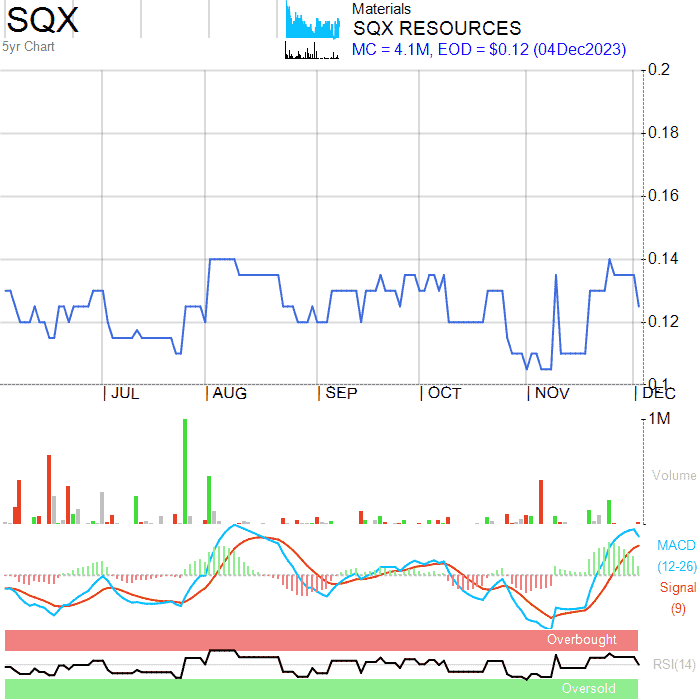 SQX
5yr Chart
Materials
SQX RESOURCES
MC = 4.1M, EOD = $0.12 (04Dec2023)
0.2
0.18
0.16
0.14
0.12
0.1
JUL
AUG
SEP
OCT
NOV
DEC
1M
Volume
MACD
(12-26)
Signal
(9)
Overbought
RSI(14)
Oversold